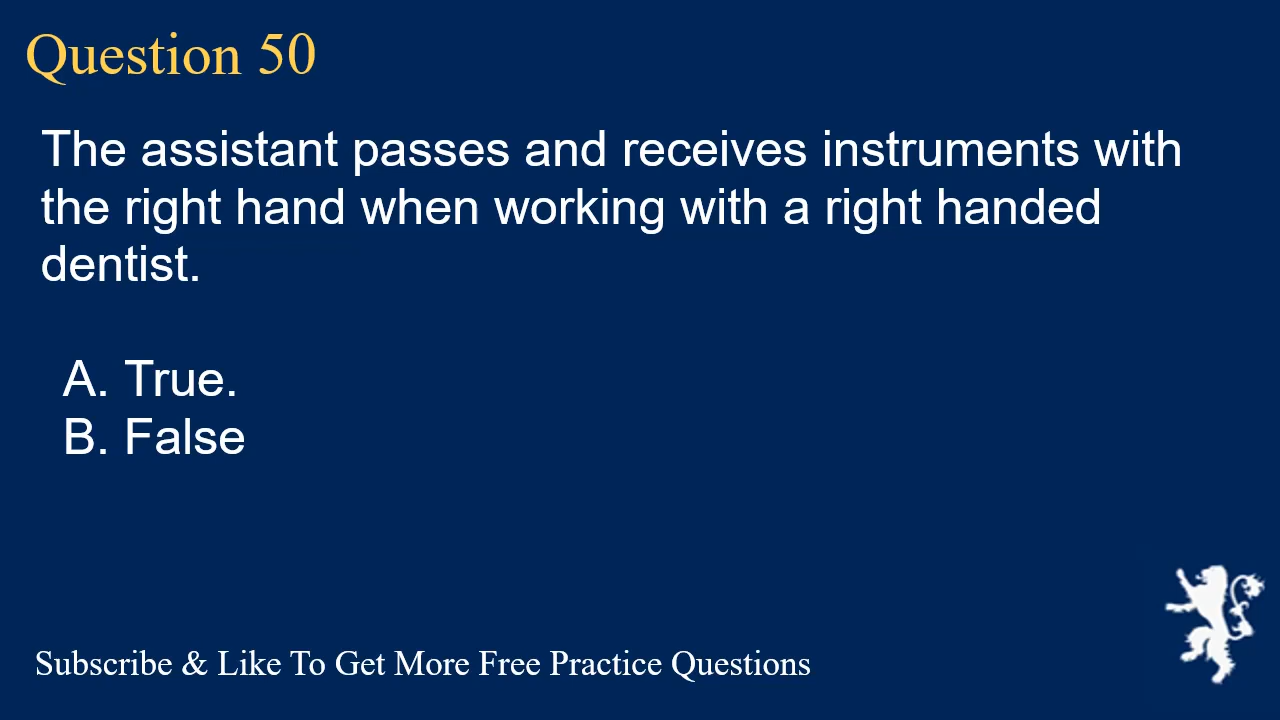 Question 50
The assistant passes and receives instruments with
the right hand when working with a right handed
dentist.
A. True.
B. False
Subscribe & Like To Get More Free Practice Questions